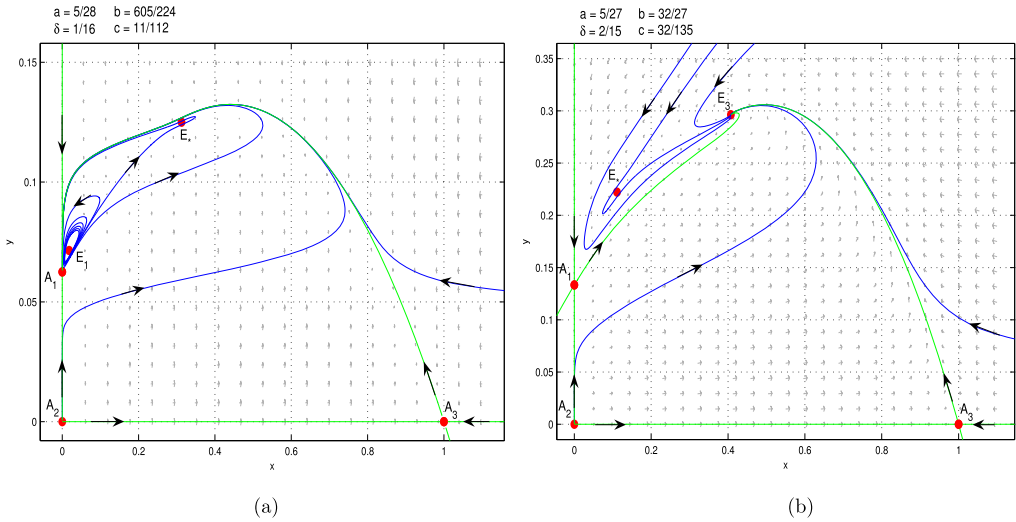 a = 5/28 b = 605/224
δ = 1/16 c = 11/112
0.15
0.1
0.05
0
y
0 0.2 0.4 0.6 0.8 1
x
E*
E1
A1
A2
A3
(a)
a = 5/27 b = 32/27
δ = 2/15 c = 32/135
0.35
0.3
0.25
0.2
0.15
0.1
0.05
0
y
0 0.2 0.4 0.6 0.8 1
x
E3
E*
A1
A2
A3
(b)